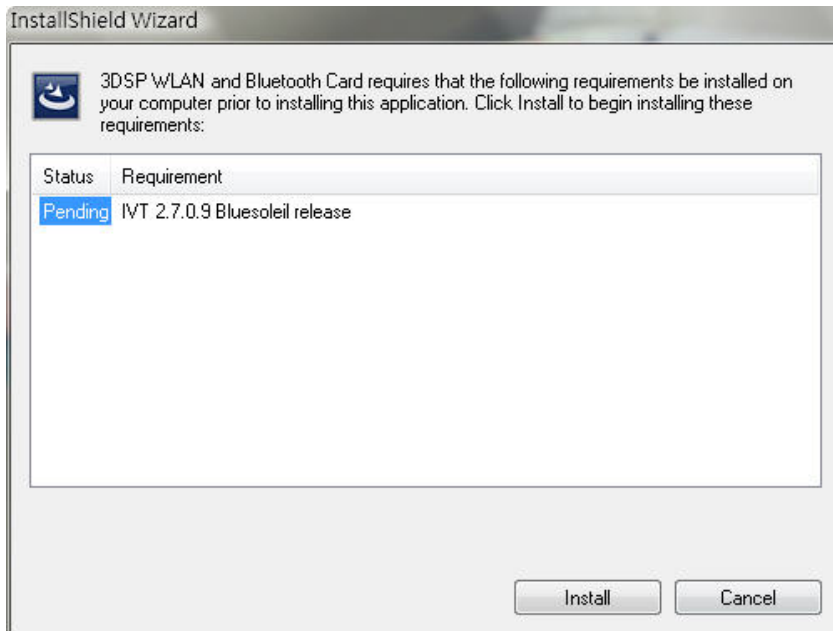 InstallShield Wizard
3DSP WLAN and Bluetooth Card requires that the following requirements be installed on
your computer prior to installing this application. Click Install to begin installing these
requirements:
Status Requirement
Pending IVT 2.7.0.9 Bluesoleil release
Install Cancel